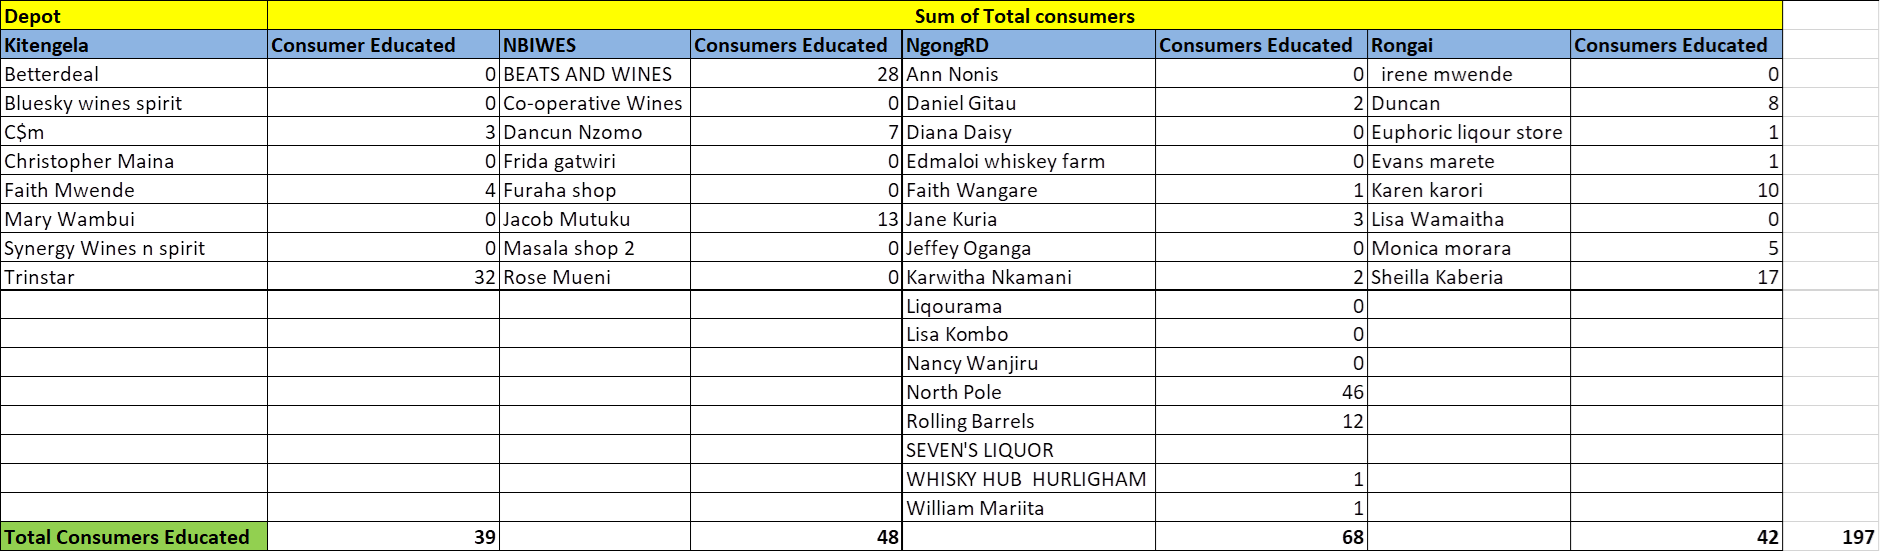 Depot Sum of Total consumers
Kitengela Consumer Educated NBIWES Consumers Educated NgongRD Consumers Educated Rongai Consumers Educated
Betterdeal 0 BEATS AND WINES 28 Ann Nonis 0 irene mwende 0
Bluesky wines spirit 0 Co-operative Wines 0 Daniel Gitau 2 Duncan 8
C$m 3 Dancun Nzomo 7 Diana Daisy 0 Euphoric liqour store 1
Christopher Maina 0 Frida gatwiri 0 Edmaloi whiskey farm 0 Evans marete 1
Faith Mwende 4 Furaha shop 0 Faith Wangare 1 Karen karori 10
Mary Wambui 0 Jacob Mutuku 13 Jane Kuria 3 Lisa Wamaitha 0
Synergy Wines n spirit 0 Masala shop 2 0 Jeffey Oganga 0 Monica morara 5
Trinstar 32 Rose Mueni 0 Karwitha Nkamani 2 Sheilla Kaberia 17
Liqourama 0
Lisa Kombo 0
Nancy Wanjiru 0
North Pole 46
Rolling Barrels 12
SEVEN'S LIQUOR
WHISKY HUB  HURLIGHAM 1
William Mariita 1
Total Consumers Educated 39 48 68 42 197